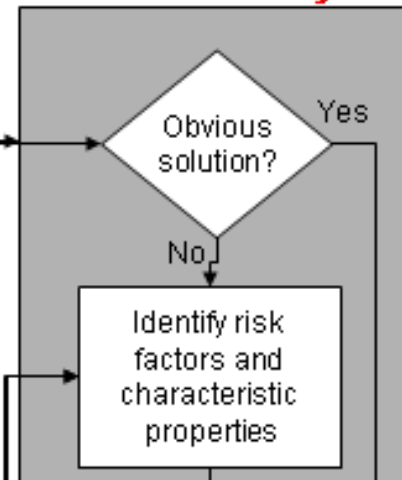 Obvious
solution?
Yes
No
Identify risk
factors and
characteristic
properties